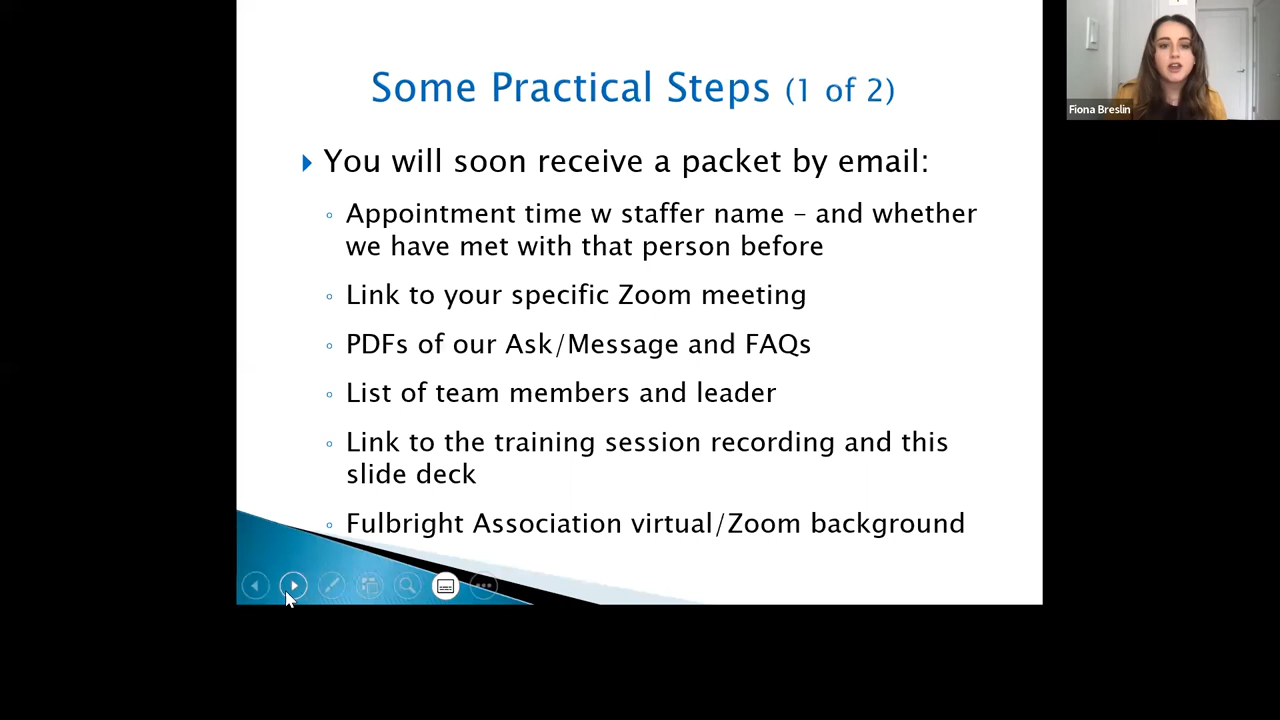 Some Practical Steps (1 of 2)
You will soon receive a packet by email:
Appointment time w staffer name – and whether
we have met with that person before
Link to your specific Zoom meeting
PDFs of our Ask/Message and FAQs
List of team members and leader
Link to the training session recording and this
slide deck
Fulbright Association virtual/Zoom background
Fiona Breslin